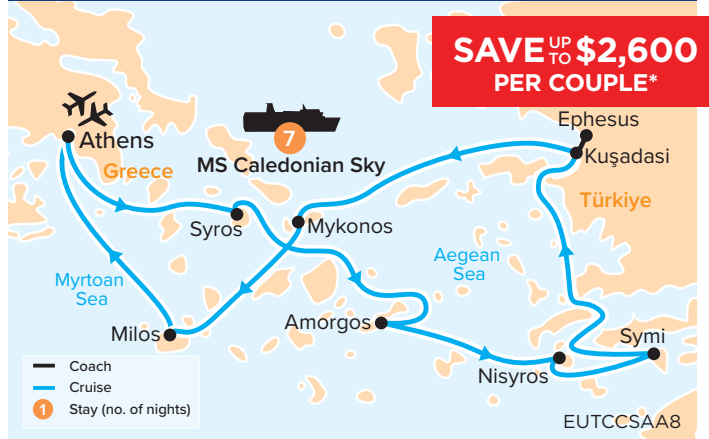 SAVE UP TO $2,600
PER COUPLE*
Ephesus
Athens
7
Kuşadasi
Greece
MS Caledonian Sky
Türkiye
Syros
Mykonos
Aegean
Sea
Myrtoan
Sea
Amorgos
Milos
Symi
Nisyros
Coach
Cruise
1 Stay (no. of nights)
EUTCCSAA8